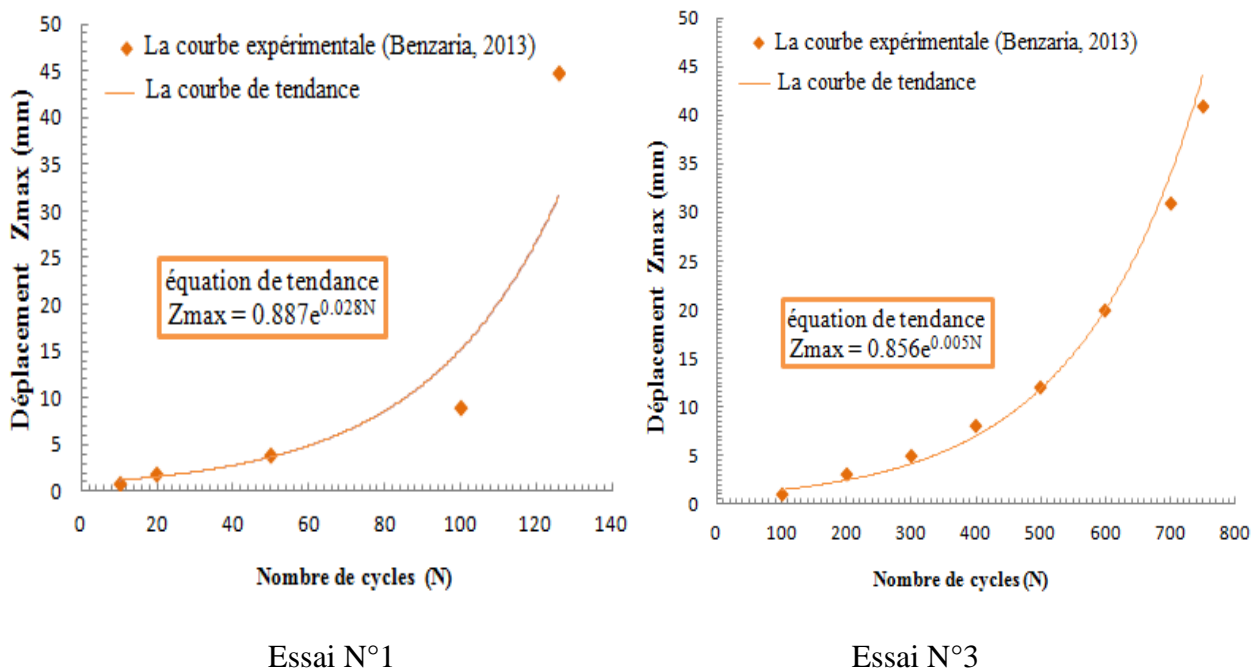 50
45
40
35
30
25
20
15
10
5
0
Déplacement Zmax (mm)
La courbe expérimentale (Benzaria, 2013)
La courbe de tendance
équation de tendance
Zmax = 0.887e^0.028N
0 20 40 60 80 100 120 140
Nombre de cycles (N)
Essai N°1
50
45
40
35
30
25
20
15
10
5
0
Déplacement Zmax (mm)
La courbe expérimentale (Benzaria, 2013)
La courbe de tendance
équation de tendance
Zmax = 0.856e^0.005N
0 100 200 300 400 500 600 700 800
Nombre de cycles (N)
Essai N°3